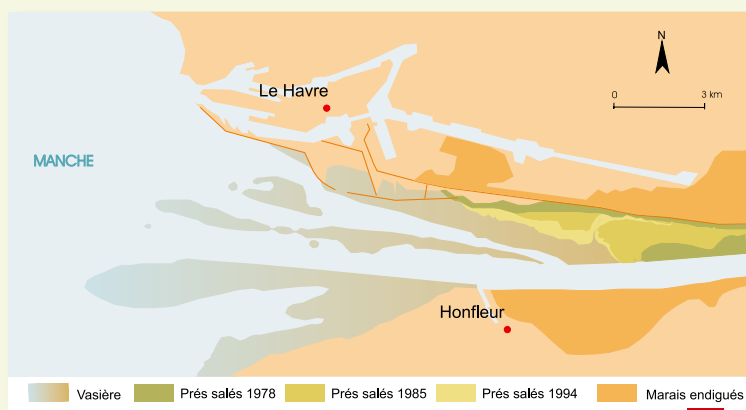 N
0 3 km
Le Havre
MANCHE
Honfleur
Vasière Prés salés 1978 Prés salés 1985 Prés salés 1994 Marais endigués